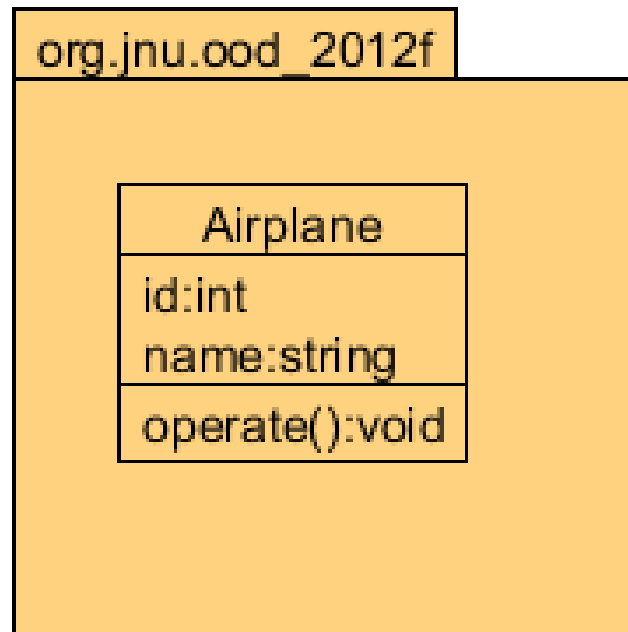 org.jnu.ood_2012f
Airplane
id:int
name:string
operate():void